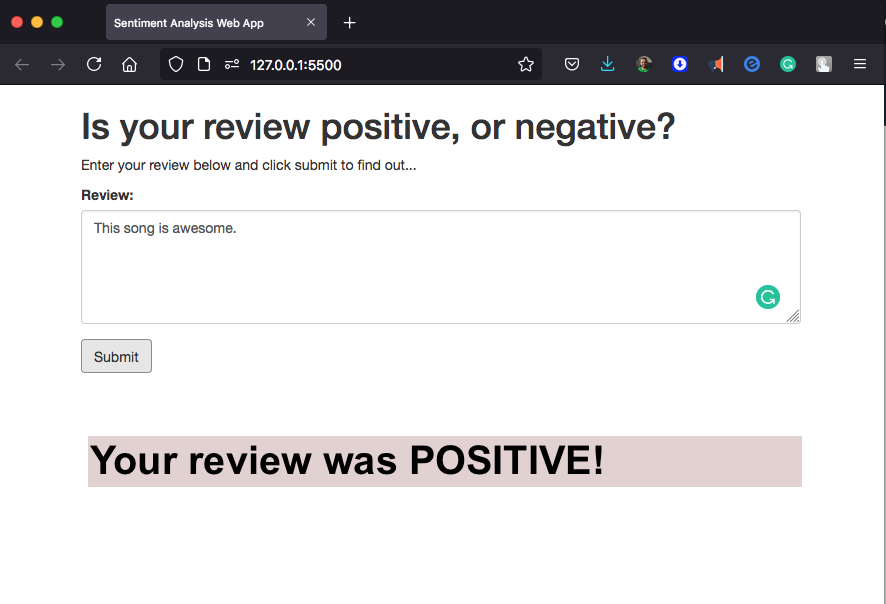 Sentiment Analysis Web App
127.0.0.1:5500
Is your review positive, or negative?
Enter your review below and click submit to find out...
Review:
This song is awesome.
Submit
Your review was POSITIVE!